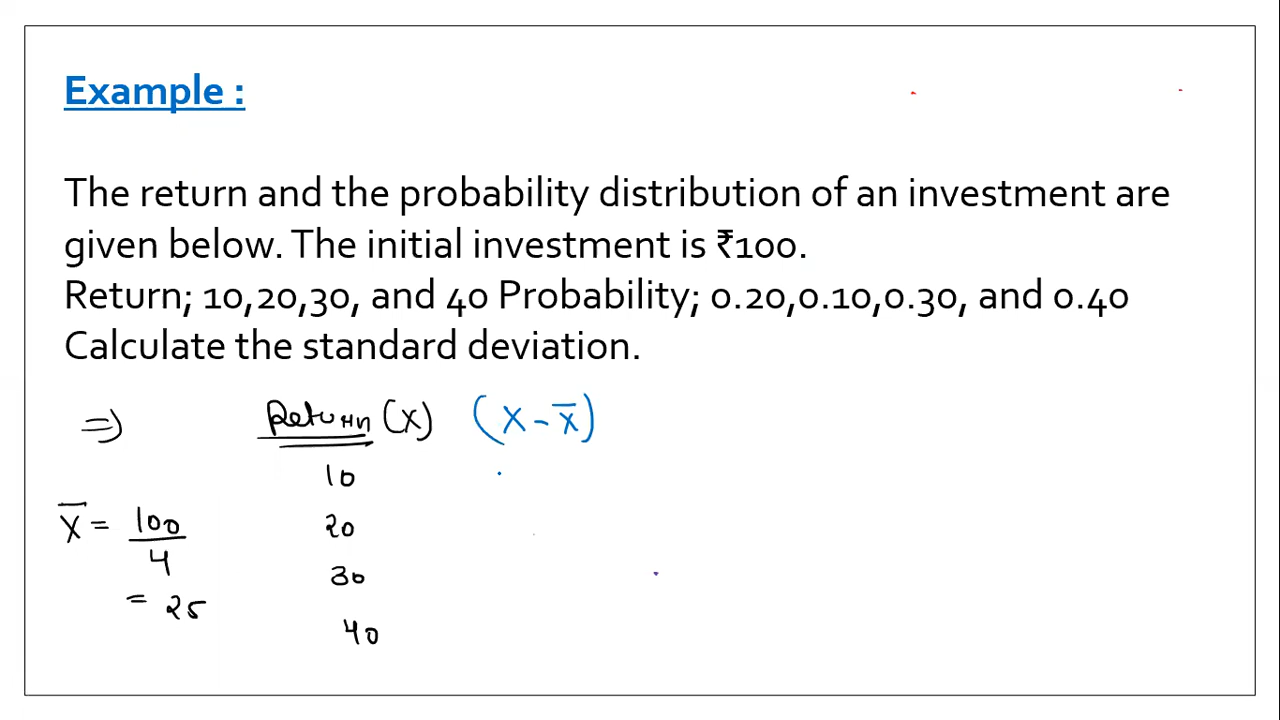 Example :
The return and the probability distribution of an investment are
given below. The initial investment is ₹100.
Return; 10,20,30, and 40 Probability; 0.20,0.10,0.30, and 0.40
Calculate the standard deviation.
⇒ Return (X) (X - x̄)
10
X̄ = 100/4 20
30
= 25
40